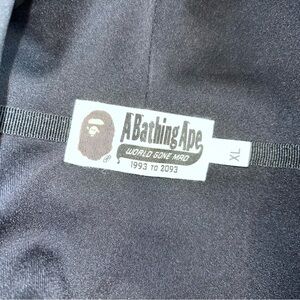 A Bathing Ape
WORLD GONE MAD
1993 TO 2093
XL
®